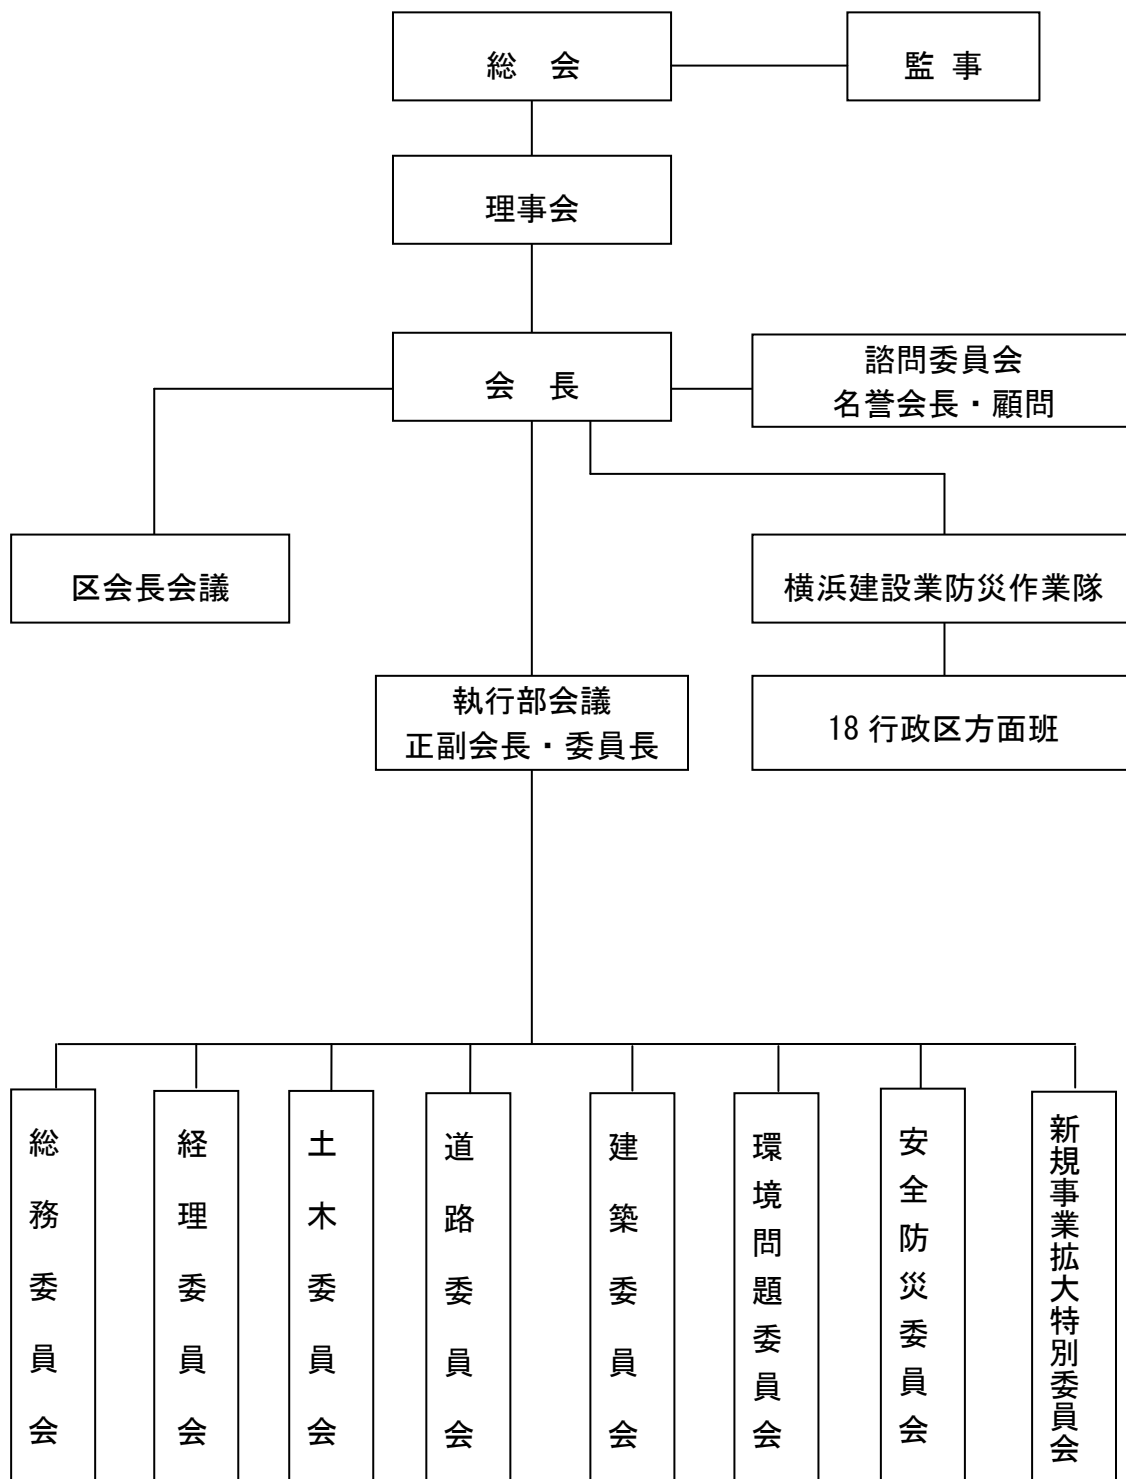 総　会
監 事
理事会
会　長
諮問委員会
名誉会長・顧問
区会長会議
横浜建設業防災作業隊
執行部会議
正副会長・委員長
18 行政区方面班
総務委員会
経理委員会
土木委員会
道路委員会
建築委員会
環境問題委員会
安全防災委員会
新規事業拡大特別委員会